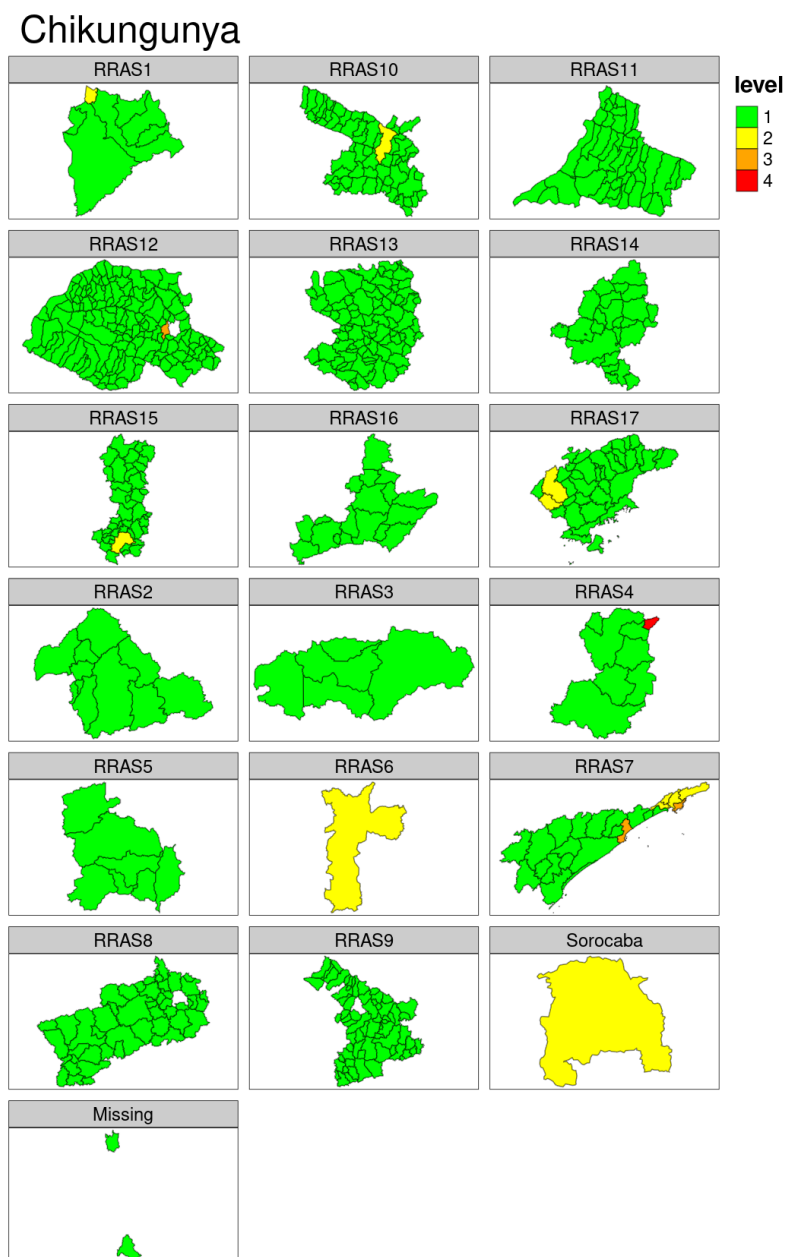 Chikungunya
RRAS1
RRAS10
RRAS11
level
1
2
3
4
RRAS12
RRAS13
RRAS14
RRAS15
RRAS16
RRAS17
RRAS2
RRAS3
RRAS4
RRAS5
RRAS6
RRAS7
RRAS8
RRAS9
Sorocaba
Missing